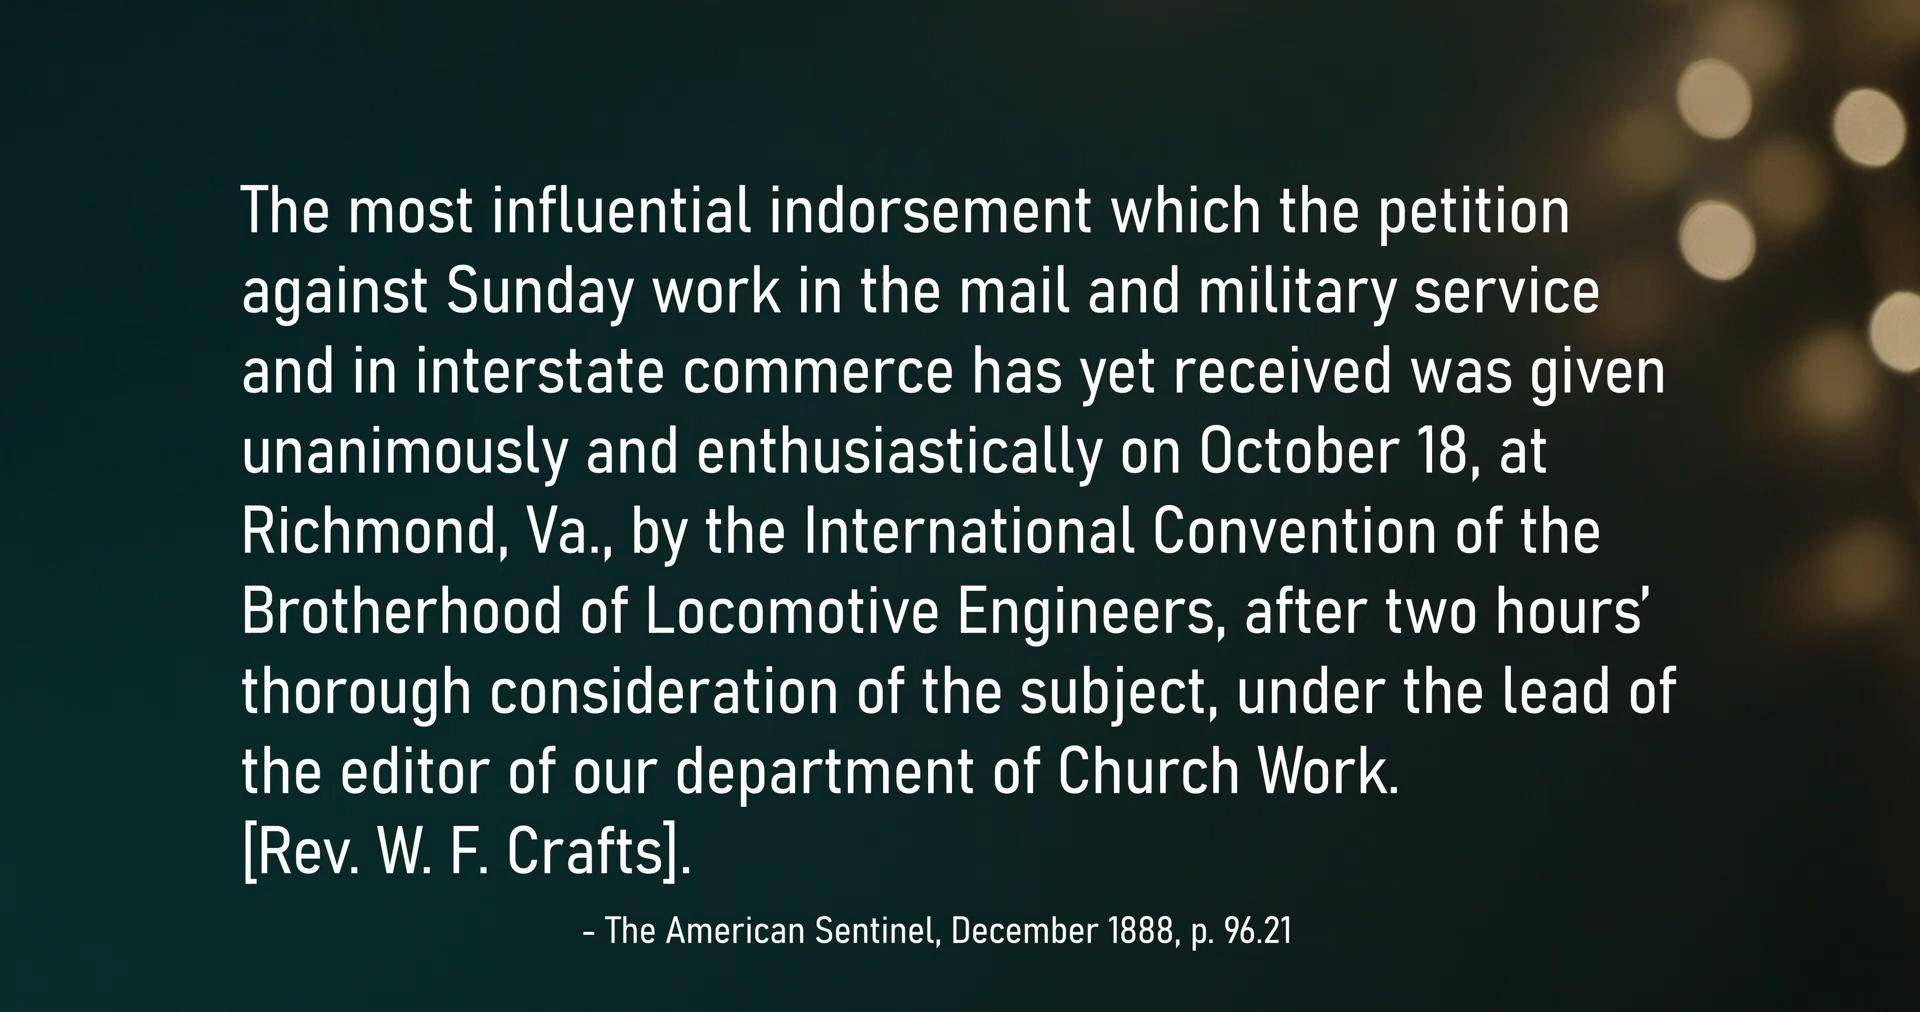 The most influential indorsement which the petition
against Sunday work in the mail and military service
and in interstate commerce has yet received was given
unanimously and enthusiastically on October 18, at
Richmond, Va., by the International Convention of the
Brotherhood of Locomotive Engineers, after two hours’
thorough consideration of the subject, under the lead of
the editor of our department of Church Work.
[Rev. W. F. Crafts].
- The American Sentinel, December 1888, p. 96.21